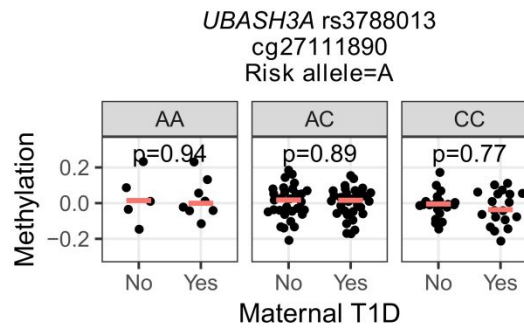 UBASH3A rs3788013
cg27111890
Risk allele=A
AA AC CC
p=0.94 p=0.89 p=0.77
Methylation
0.2
0.0
−0.2
No Yes No Yes No Yes
Maternal T1D